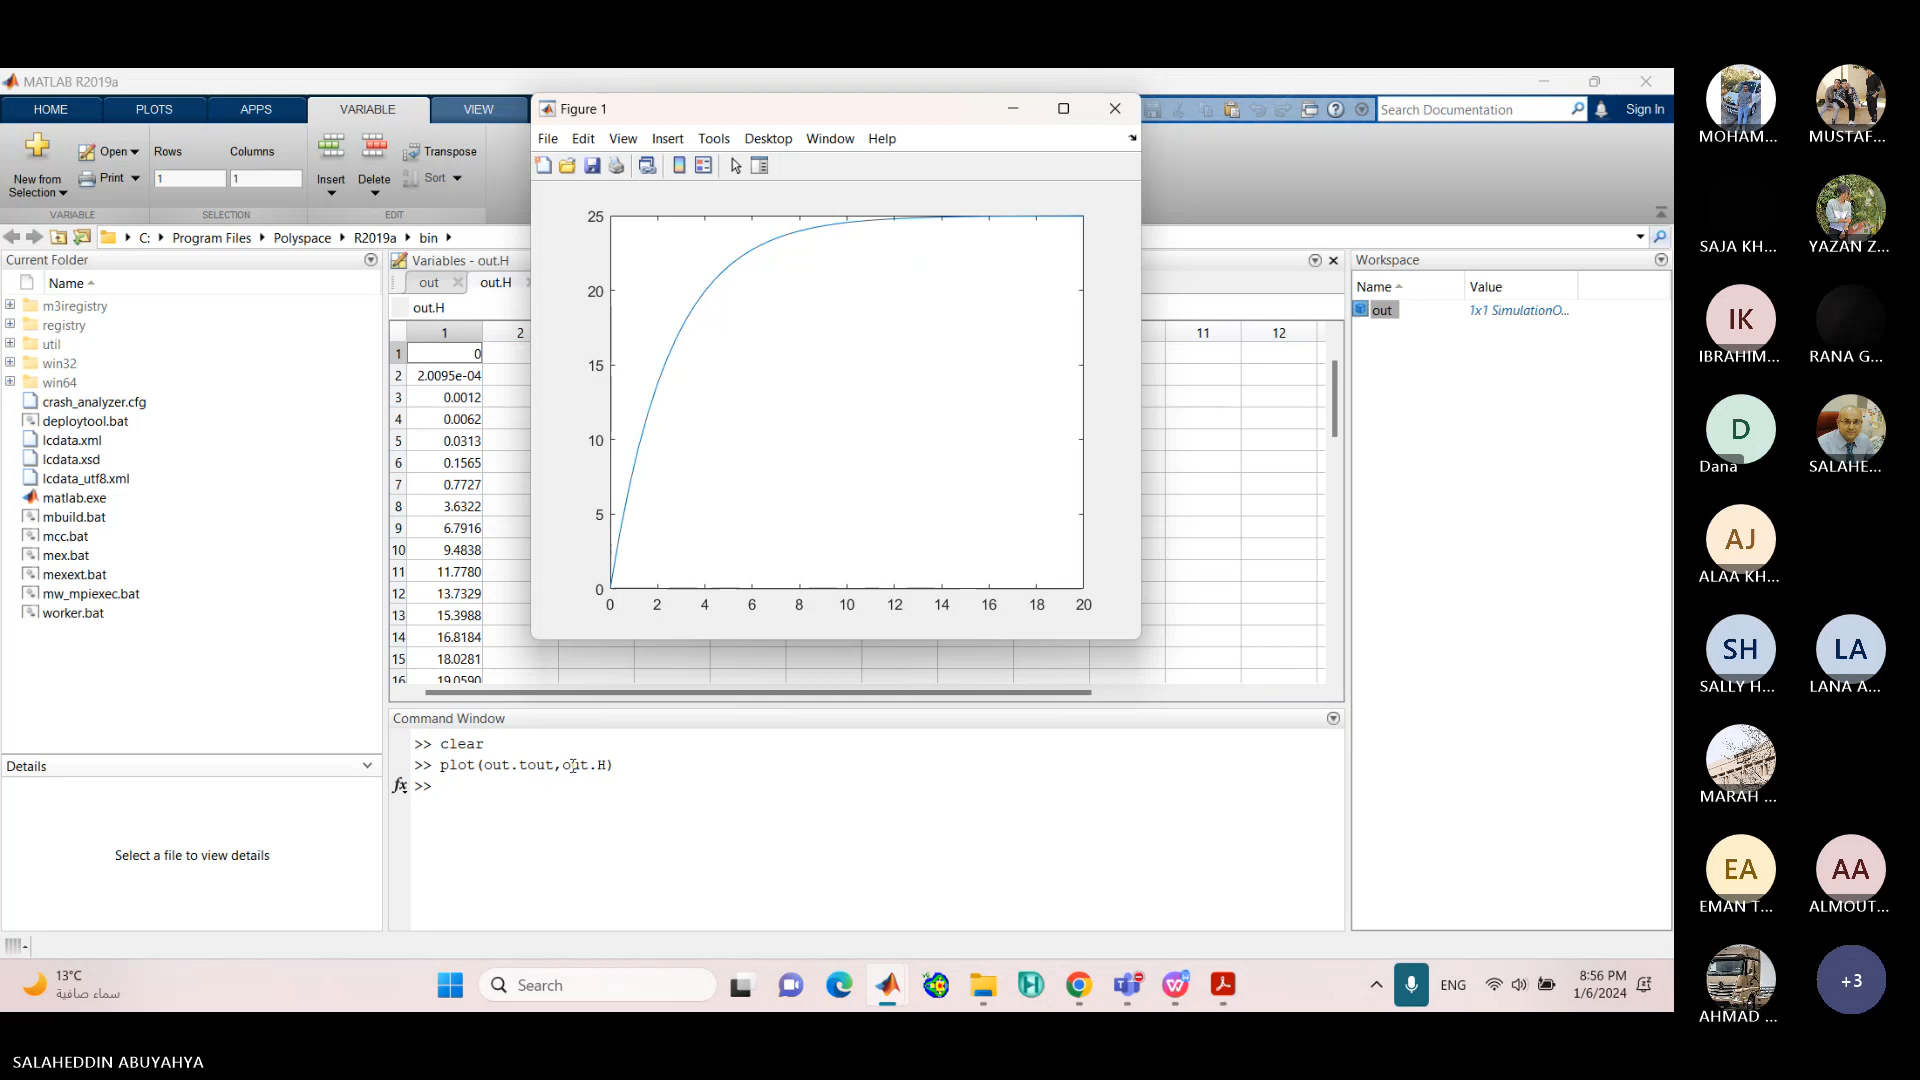 MATLAB R2019a
HOME PLOTS APPS VARIABLE VIEW
Search Documentation
Sign In
New from
Selection
Open
Print
Rows
1
Columns
1
Insert
Delete
Transpose
Sort
VARIABLE SELECTION EDIT
C: Program Files Polyspace R2019a bin
Current Folder
Name
m3iregistry
registry
util
win32
win64
crash_analyzer.cfg
deploytool.bat
lcdata.xml
lcdata.xsd
lcdata_utf8.xml
matlab.exe
mbuild.bat
mcc.bat
mex.bat
mexext.bat
mw_mpiexec.bat
worker.bat
Details
Select a file to view details
Variables - out.H
out out.H
out.H
1 2 11 12
1 0
2 2.0095e-04
3 0.0012
4 0.0062
5 0.0313
6 0.1565
7 0.7727
8 3.6322
9 6.7916
10 9.4838
11 11.7780
12 13.7329
13 15.3988
14 16.8184
15 18.0281
16 19.0590
Figure 1
File Edit View Insert Tools Desktop Window Help
25
20
15
10
5
0
0 2 4 6 8 10 12 14 16 18 20
Command Window
>> clear
>> plot(out.tout,out.H)
fx >>
Workspace
Name Value
out 1x1 SimulationO...
13°C
سماء صافية
Search
ENG
8:56 PM
1/6/2024
MOHAM...
MUSTAF...
SAJA KH...
YAZAN Z...
IK
IBRAHIM...
RANA G...
D
Dana
SALAHE...
AJ
ALAA KH...
SH
SALLY H...
LA
LANA A...
MARAH ...
EA
EMAN T...
AA
ALMOUT...
AHMAD ...
+3
SALAHEDDIN ABUYAHYA